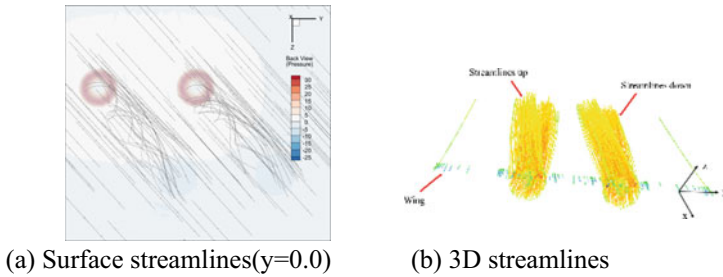 X
Y
Z
Back View
(Pressure)
30
25
20
15
10
5
0
-5
-10
-15
-20
-25
Streamlines up
Streamlines down
Wing
X
(a) Surface streamlines(y=0.0)
(b) 3D streamlines